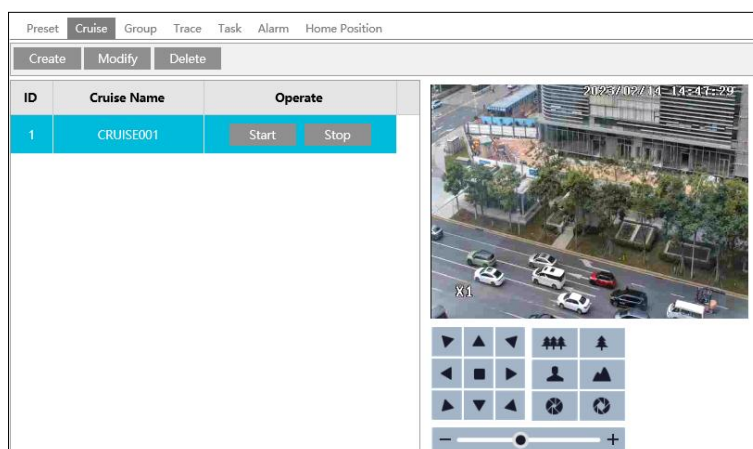 Preset Cruise Group Trace Task Alarm Home Position
Create Modify Delete
ID Cruise Name Operate
1 CRUISE001 Start Stop
2023/02/14 14:47:29
X1